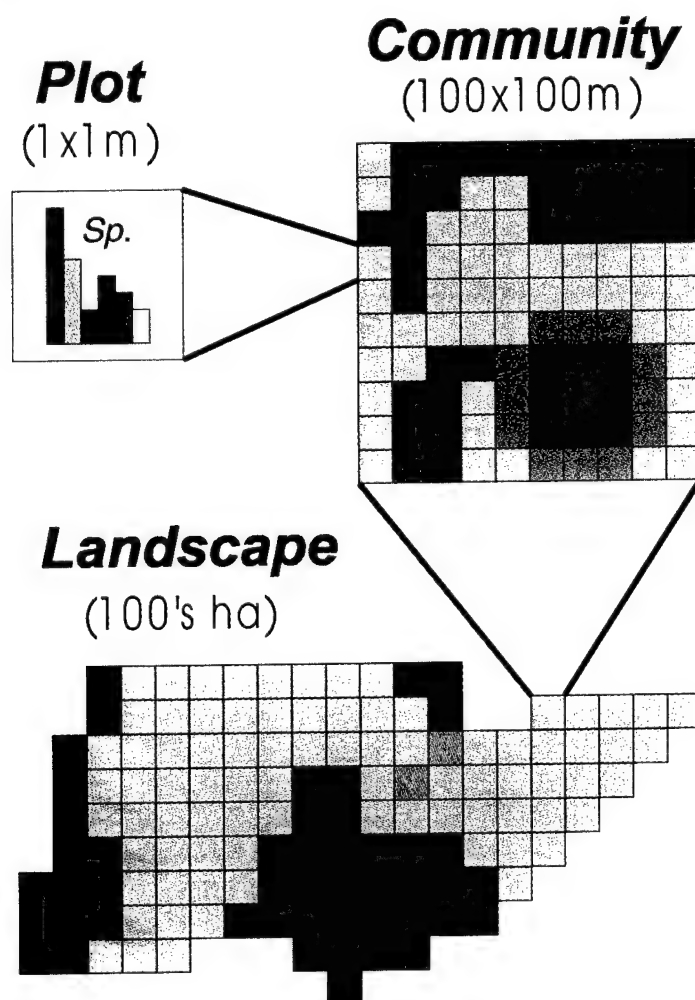 Plot
(1x1m)
Sp.
Community
(100x100m)
Landscape
(100's ha)